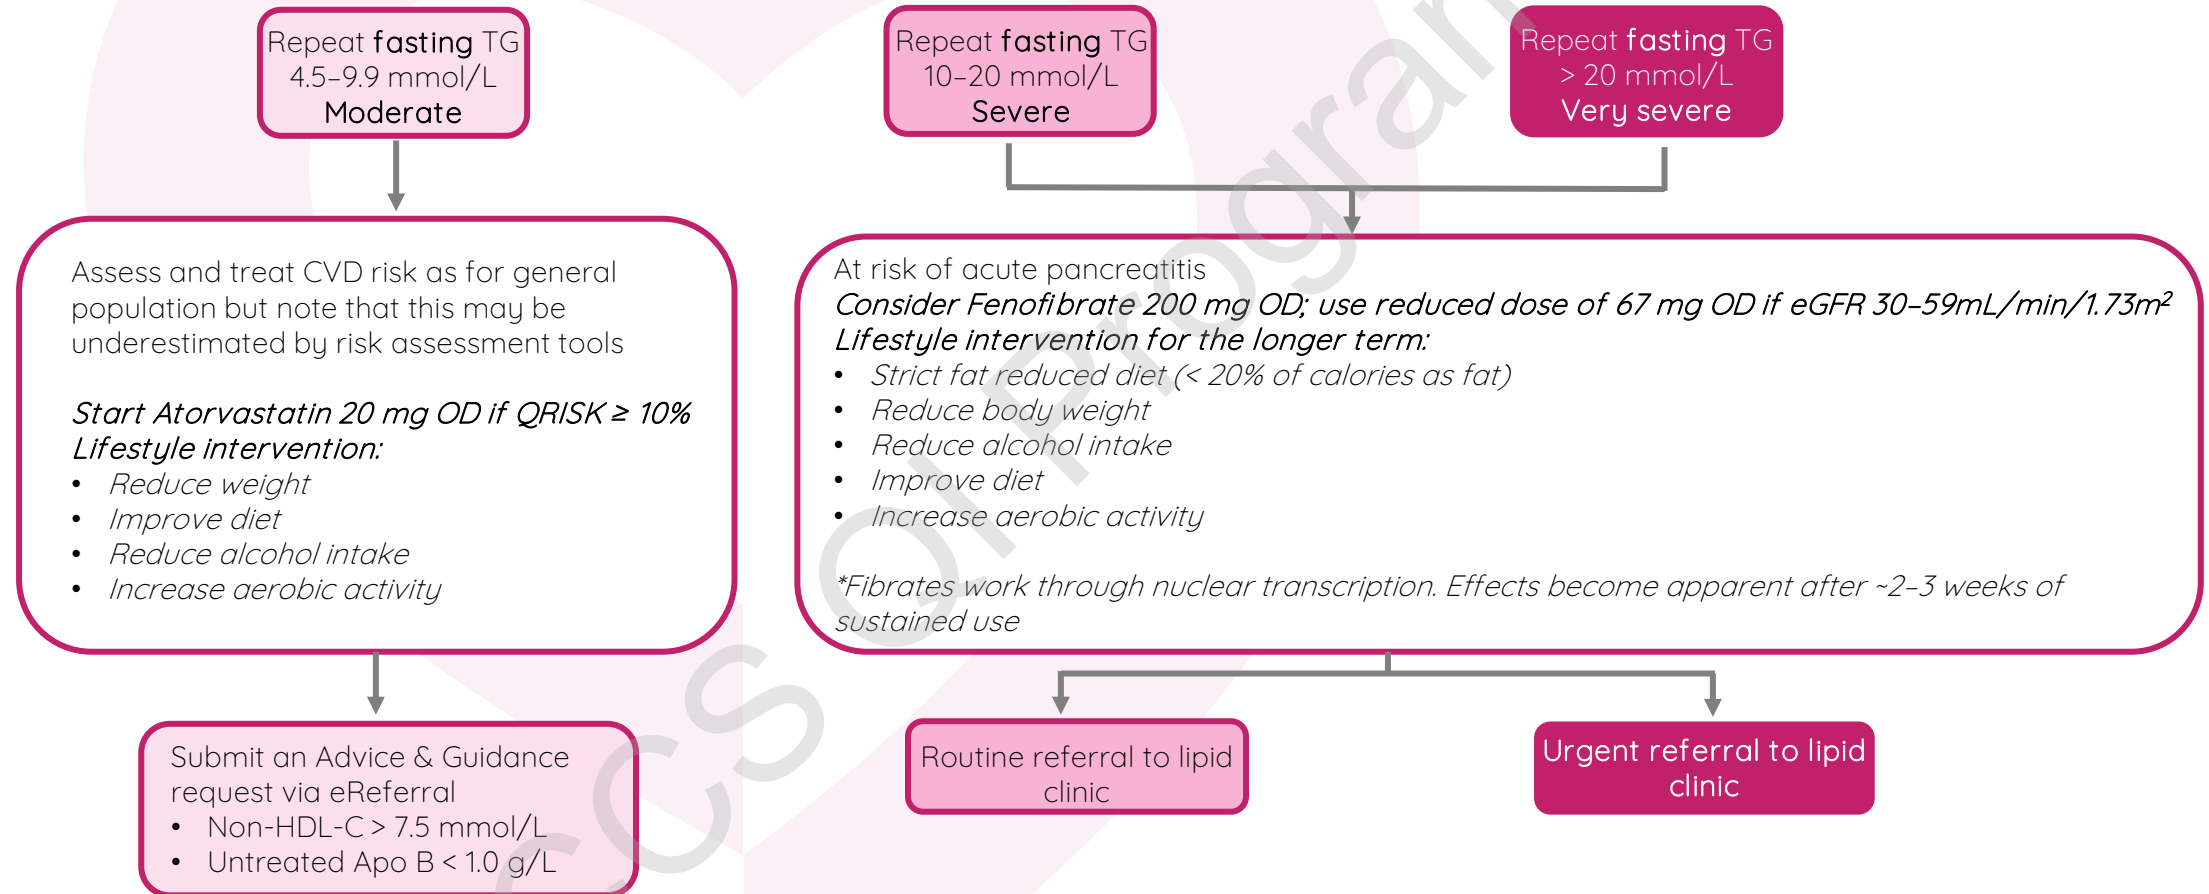 Repeat fasting TG
4.5–9.9 mmol/L
Moderate
Repeat fasting TG
10–20 mmol/L
Severe
Repeat fasting TG
> 20 mmol/L
Very severe
Assess and treat CVD risk as for general
population but note that this may be
underestimated by risk assessment tools
Start Atorvastatin 20 mg OD if QRISK ≥ 10%
Lifestyle intervention:
• Reduce weight
• Improve diet
• Reduce alcohol intake
• Increase aerobic activity
At risk of acute pancreatitis
Consider Fenofibrate 200 mg OD; use reduced dose of 67 mg OD if eGFR 30–59mL/min/1.73m²
Lifestyle intervention for the longer term:
• Strict fat reduced diet (< 20% of calories as fat)
• Reduce body weight
• Reduce alcohol intake
• Improve diet
• Increase aerobic activity
*Fibrates work through nuclear transcription. Effects become apparent after ~2–3 weeks of
sustained use
Submit an Advice & Guidance
request via eReferral
• Non-HDL-C > 7.5 mmol/L
• Untreated Apo B < 1.0 g/L
Routine referral to lipid
clinic
Urgent referral to lipid
clinic
CCS QI Program